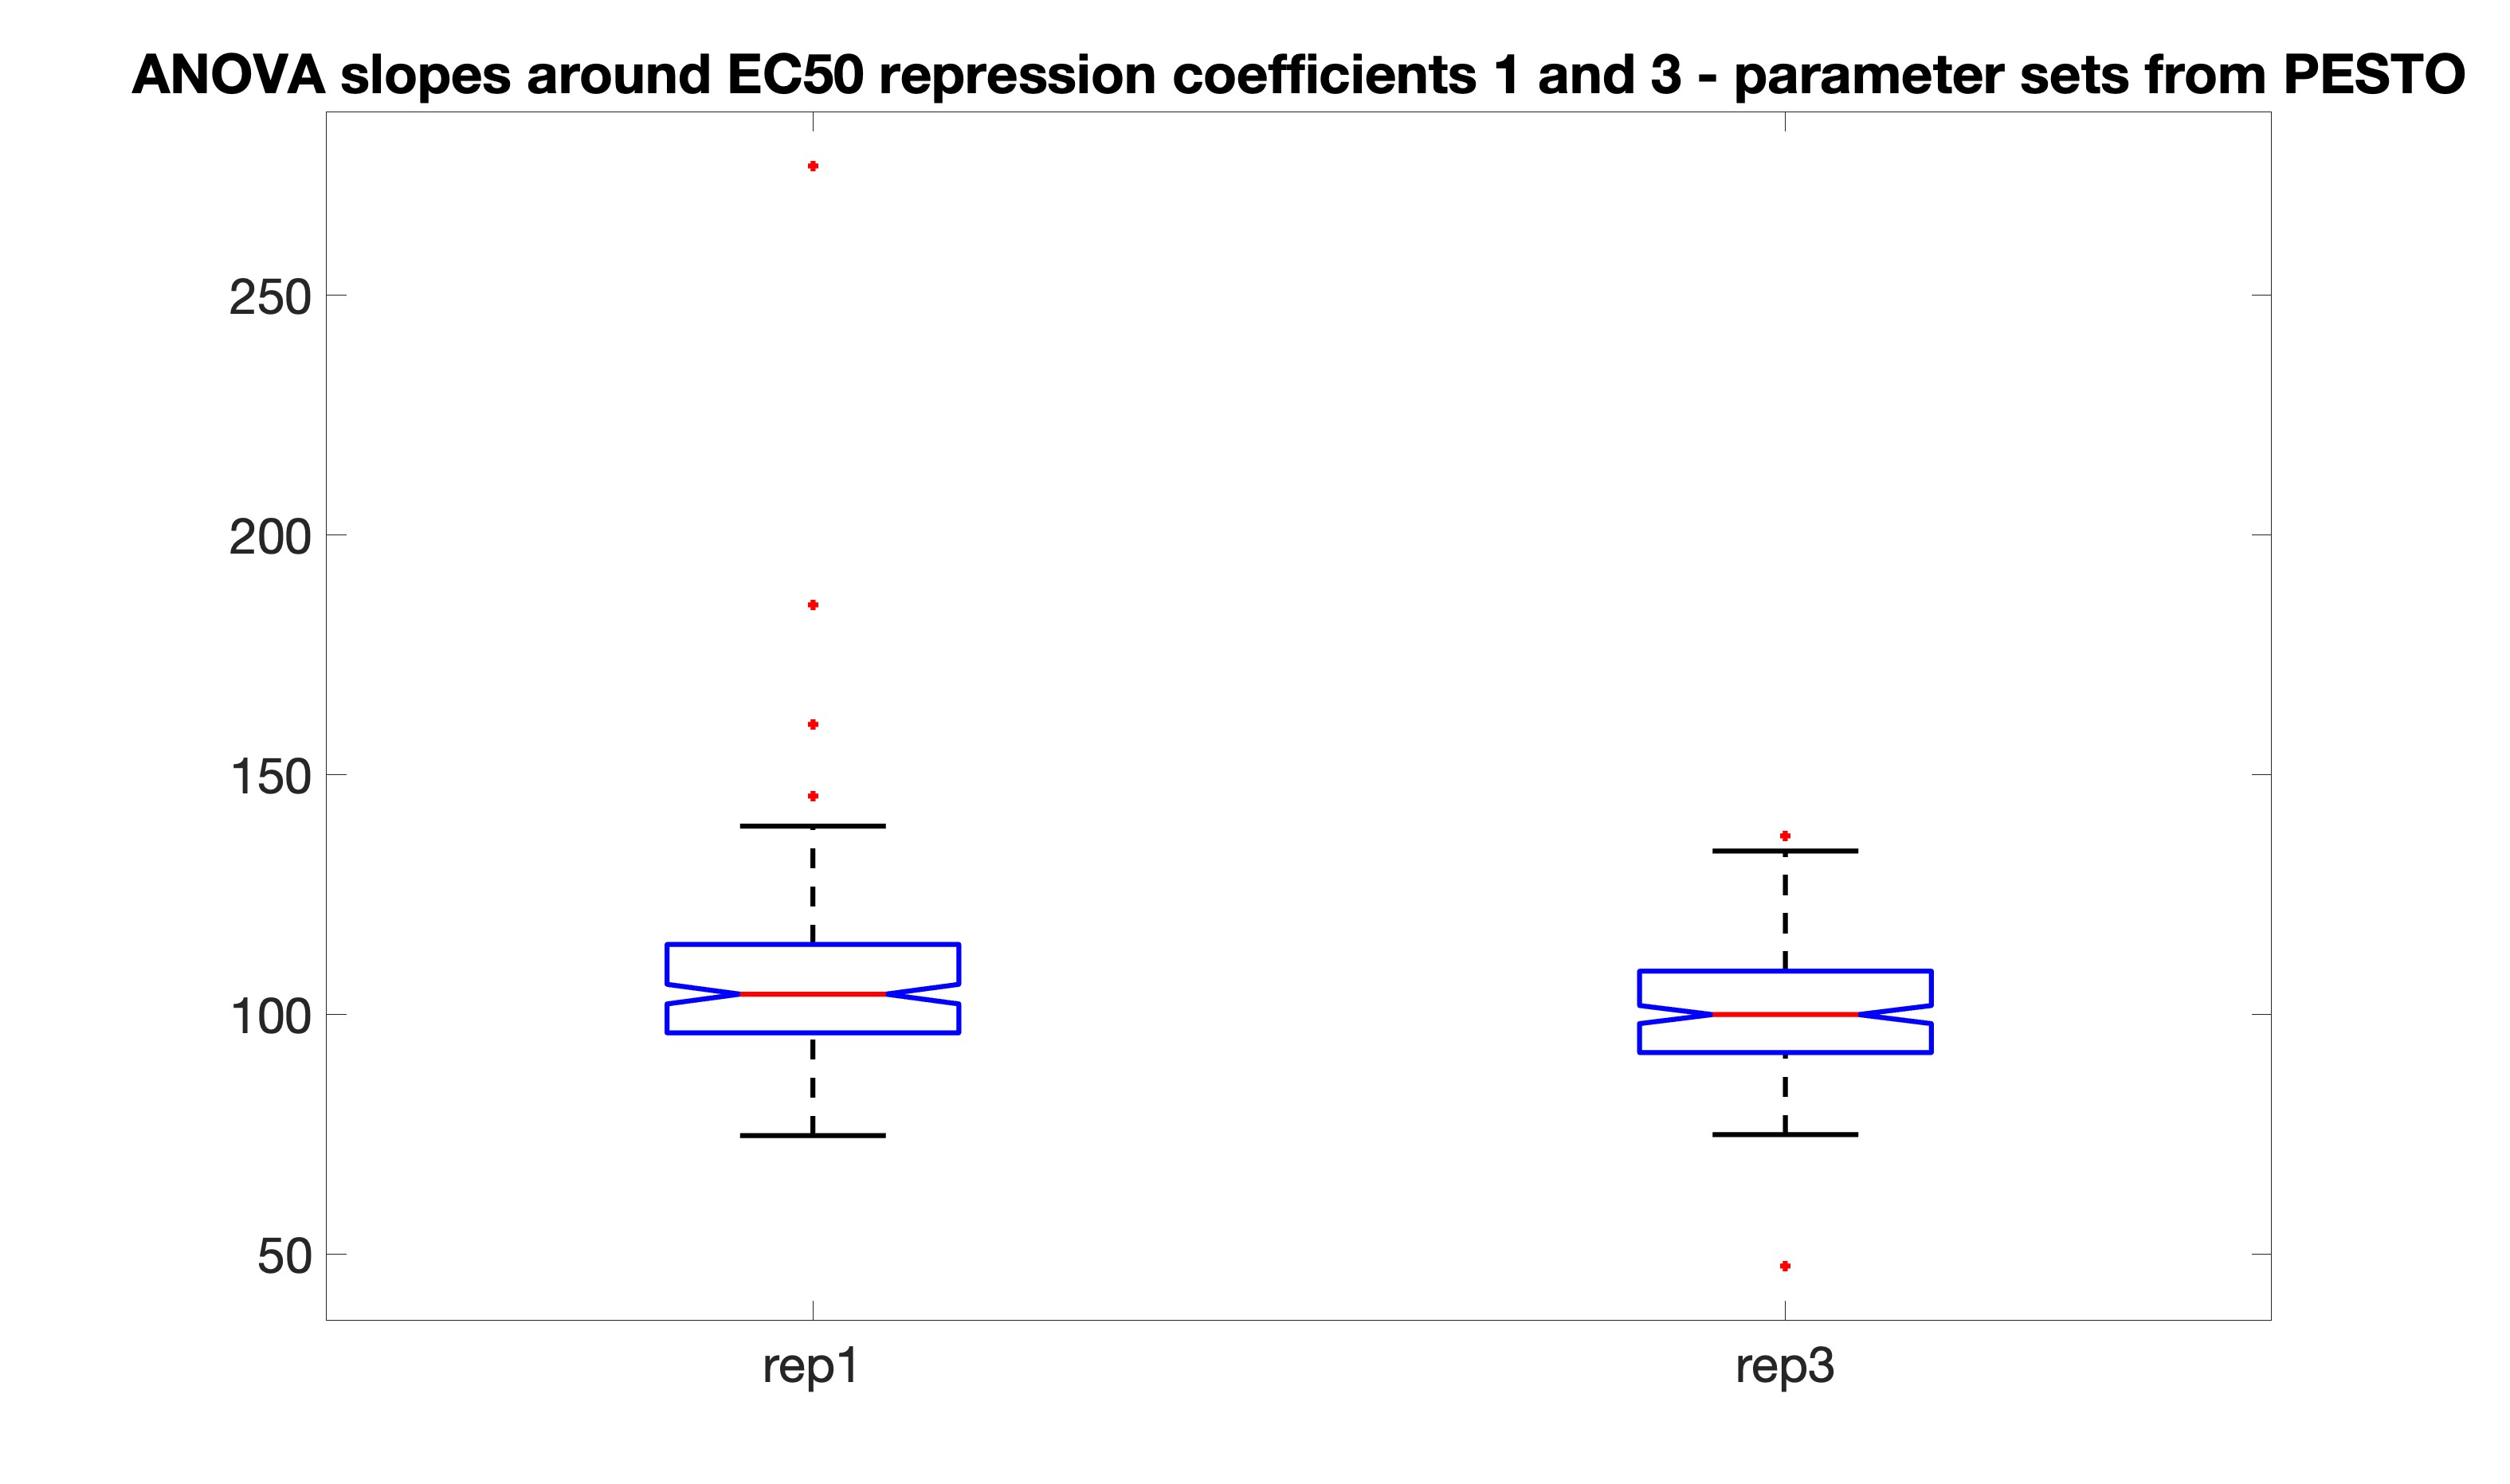 ANOVA slopes around EC50 repression coefficients 1 and 3 - parameter sets from PESTO
250
200
150
100
50
rep1
rep3